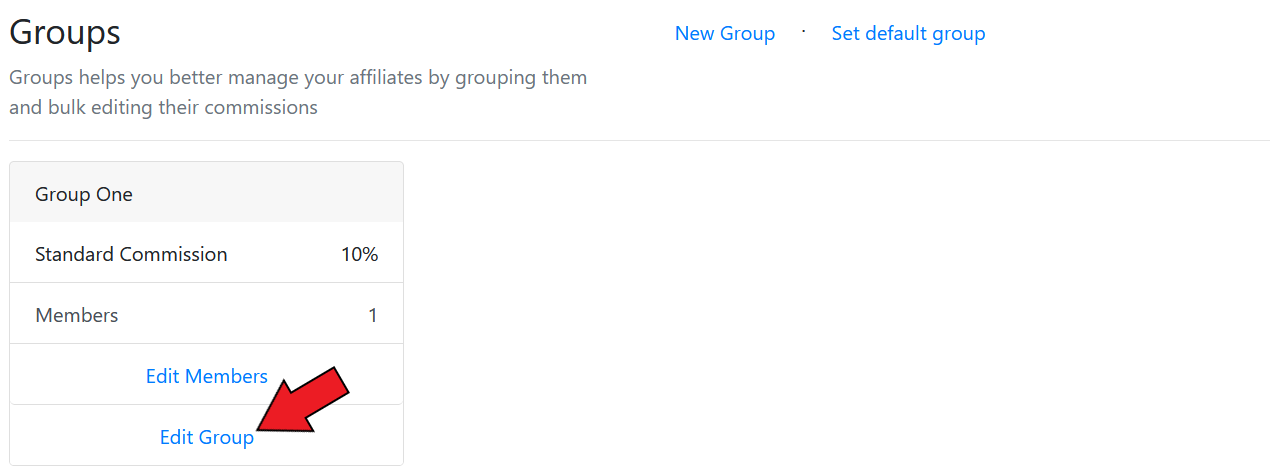 Groups
New Group · Set default group
Groups helps you better manage your affiliates by grouping them
and bulk editing their commissions
Group One
Standard Commission 10%
Members 1
Edit Members
Edit Group